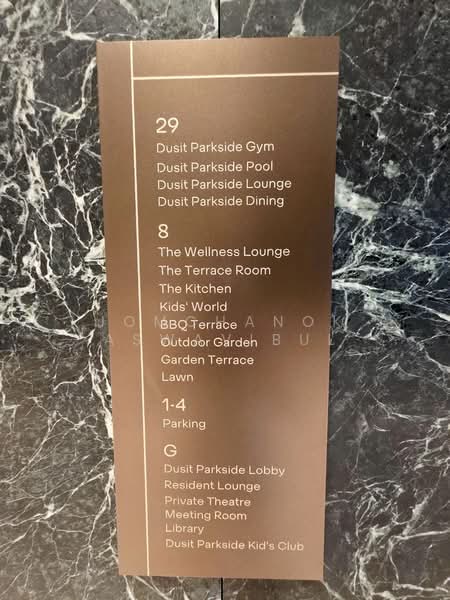 29
Dusit Parkside Gym
Dusit Parkside Pool
Dusit Parkside Lounge
Dusit Parkside Dining
8
The Wellness Lounge
The Terrace Room
The Kitchen
Kids' World
BBQ Terrace
Outdoor Garden
Garden Terrace
Lawn
1-4
Parking
G
Dusit Parkside Lobby
Resident Lounge
Private Theatre
Meeting Room
Library
Dusit Parkside Kid's Club